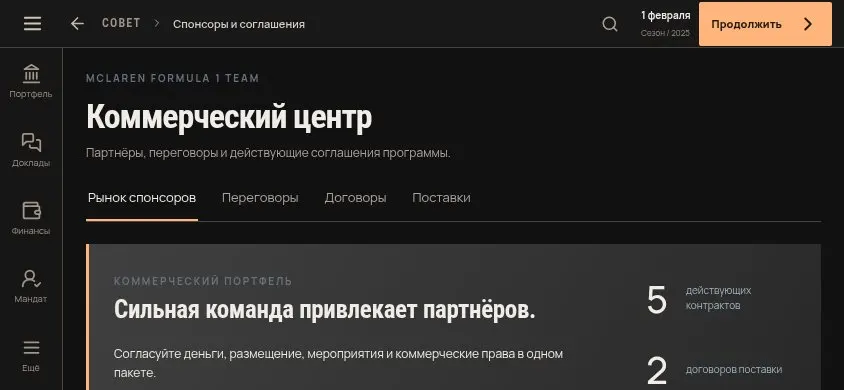 СОВЕТ
Спонсоры и соглашения
1 февраля
Сезон / 2025
Продолжить
Портфель
Доклады
Финансы
Мандат
Ещё
MCLAREN FORMULA 1 TEAM
Коммерческий центр
Партнёры, переговоры и действующие соглашения программы.
Рынок спонсоров
Переговоры
Договоры
Поставки
КОММЕРЧЕСКИЙ ПОРТФЕЛЬ
Сильная команда привлекает партнёров.
Согласуйте деньги, размещение, мероприятия и коммерческие права в одном
пакете.
5 действующих
контрактов
2 договоров поставки